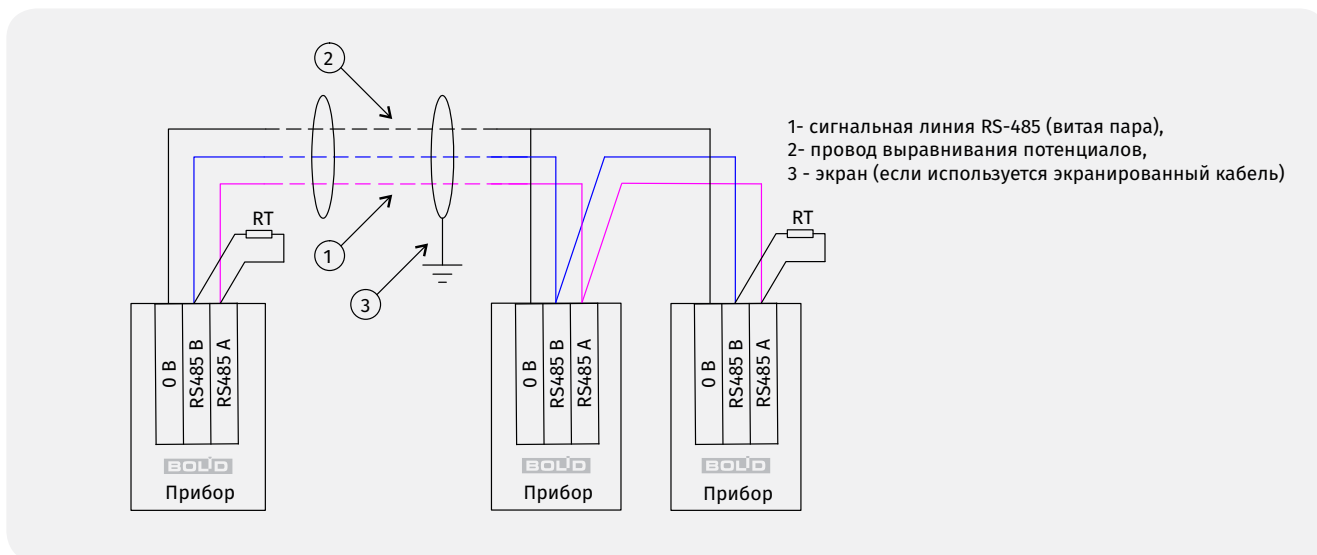 2
1- сигнальная линия RS-485 (витая пара),
2- провод выравнивания потенциалов,
3 - экран (если используется экранированный кабель)
RT
RT
1
3
0 В
RS485 B
RS485 A
0 В
RS485 B
RS485 A
0 В
RS485 B
RS485 A
BOLID
BOLID
BOLID
Прибор
Прибор
Прибор